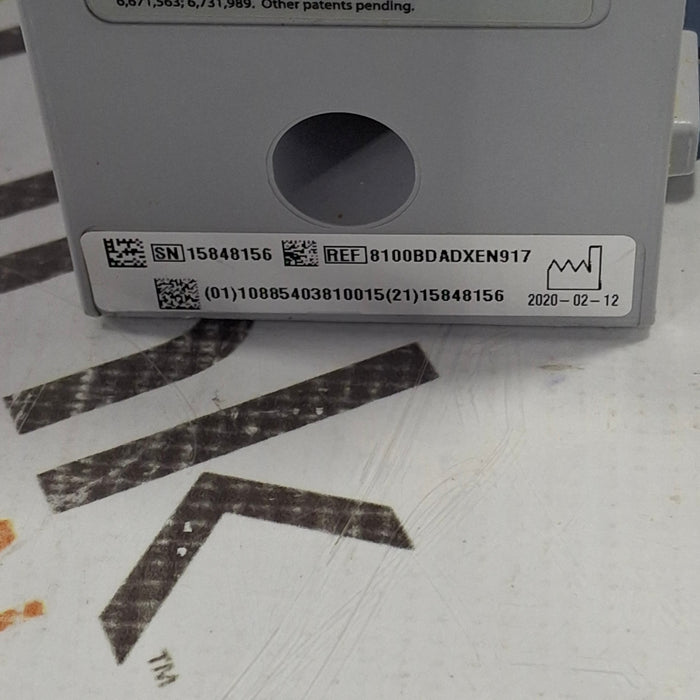 6,671,563; 6,731,989. Other patents pending.
SN 15848156 REF 8100BDADXEN917
(01)10885403810015(21)15848156
2020-02-12
TM